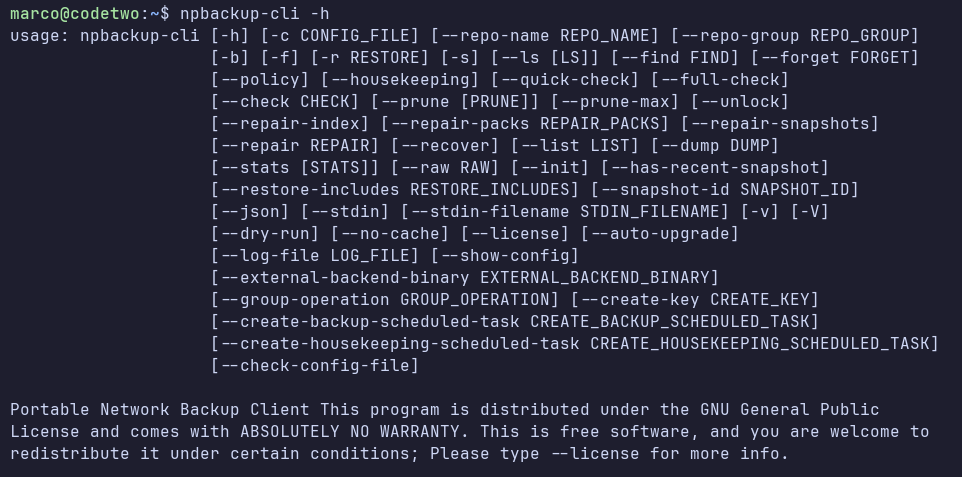 marco@codetwo:~$ npbackup-cli -h
usage: npbackup-cli [-h] [-c CONFIG_FILE] [--repo-name REPO_NAME] [--repo-group REPO_GROUP]
                    [-b] [-f] [-r RESTORE] [-s] [--ls [LS]] [--find FIND] [--forget FORGET]
                    [--policy] [--housekeeping] [--quick-check] [--full-check]
                    [--check CHECK] [--prune [PRUNE]] [--prune-max] [--unlock]
                    [--repair-index] [--repair-packs REPAIR_PACKS] [--repair-snapshots]
                    [--repair REPAIR] [--recover] [--list LIST] [--dump DUMP]
                    [--stats [STATS]] [--raw RAW] [--init] [--has-recent-snapshot]
                    [--restore-includes RESTORE_INCLUDES] [--snapshot-id SNAPSHOT_ID]
                    [--json] [--stdin] [--stdin-filename STDIN_FILENAME] [-v] [-V]
                    [--dry-run] [--no-cache] [--license] [--auto-upgrade]
                    [--log-file LOG_FILE] [--show-config]
                    [--external-backend-binary EXTERNAL_BACKEND_BINARY]
                    [--group-operation GROUP_OPERATION] [--create-key CREATE_KEY]
                    [--create-backup-scheduled-task CREATE_BACKUP_SCHEDULED_TASK]
                    [--create-housekeeping-scheduled-task CREATE_HOUSEKEEPING_SCHEDULED_TASK]
                    [--check-config-file]

Portable Network Backup Client This program is distributed under the GNU General Public
License and comes with ABSOLUTELY NO WARRANTY. This is free software, and you are welcome to
redistribute it under certain conditions; Please type --license for more info.